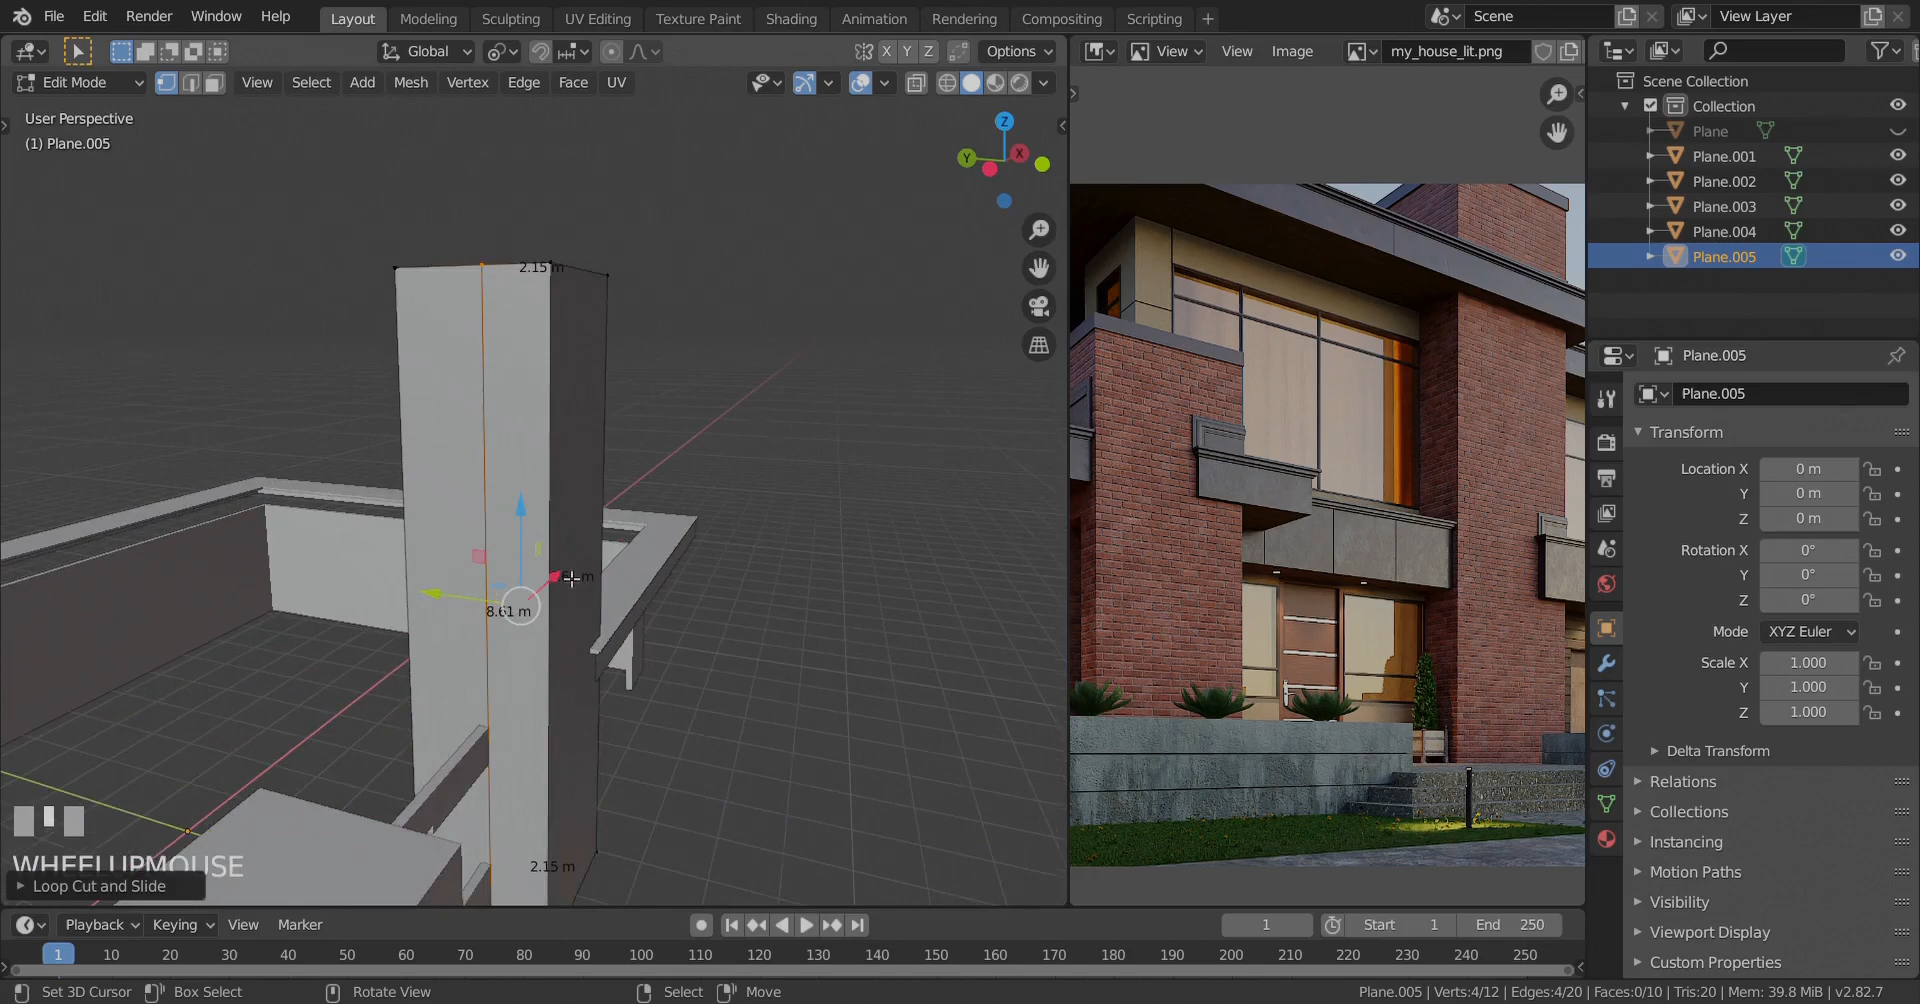 File Edit Render Window Help Layout Modeling Sculpting UV Editing Texture Paint Shading Animation Rendering Compositing Scripting + Scene View Layer
Global X Y Z Options View View Image my_house_lit.png
Edit Mode View Select Add Mesh Vertex Edge Face UV
User Perspective
(1) Plane.005
Z
Y
X
2.15 m
m
8.61 m
2.15 m
WHEELUPMOUSE
Loop Cut and Slide
Scene Collection
Collection
Plane
Plane.001
Plane.002
Plane.003
Plane.004
Plane.005
Plane.005
Plane.005
Transform
Location X 0 m
Y 0 m
Z 0 m
Rotation X 0°
Y 0°
Z 0°
Mode XYZ Euler
Scale X 1.000
Y 1.000
Z 1.000
Delta Transform
Relations
Collections
Instancing
Motion Paths
Visibility
Viewport Display
Custom Properties
Playback Keying View Marker 1 Start 1 End 250
1 10 20 30 40 50 60 70 80 90 100 110 120 130 140 150 160 170 180 190 200 210 220 230 240 250
Set 3D Cursor Box Select Rotate View Select Move Plane.005 | Verts:4/12 | Edges:4/20 | Faces:0/10 | Tris:20 | Mem: 39.8 MiB | v2.82.7